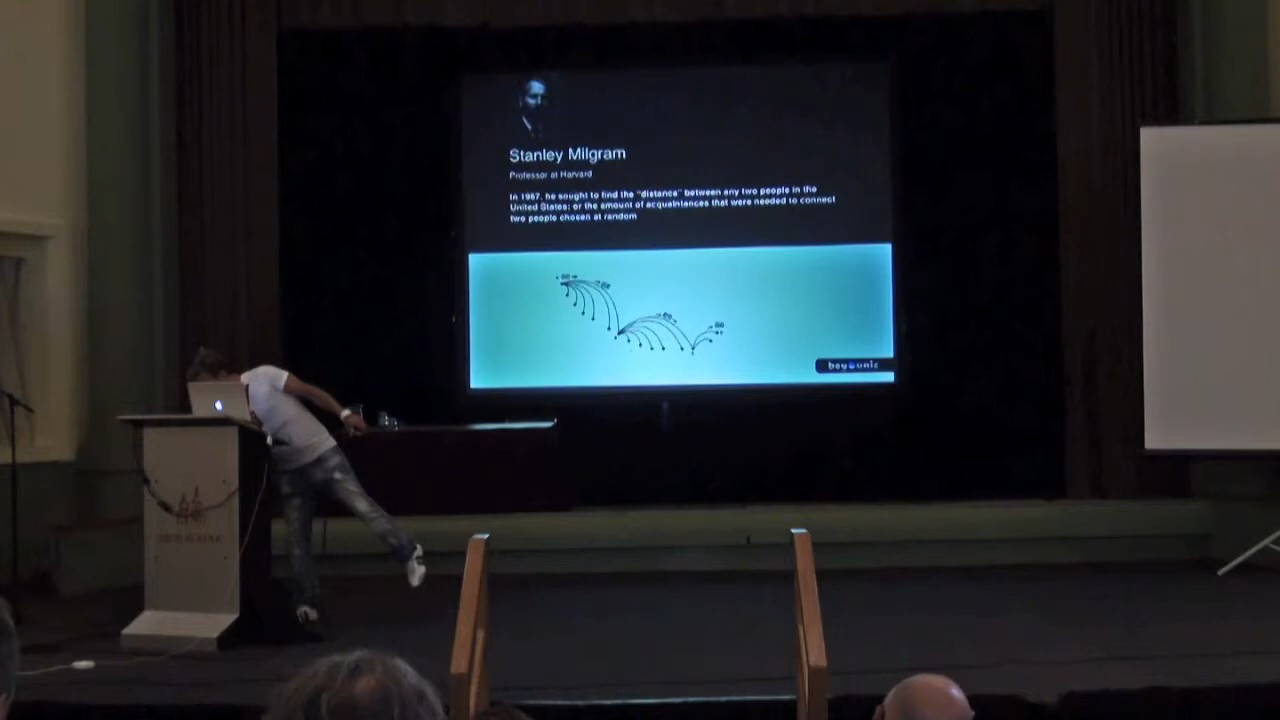 Stanley Milgram
Professor at Harvard
In 1967, he sought to find the "distance" between any two people in the
United States; or the amount of acquaintances that were needed to connect
two people chosen at random